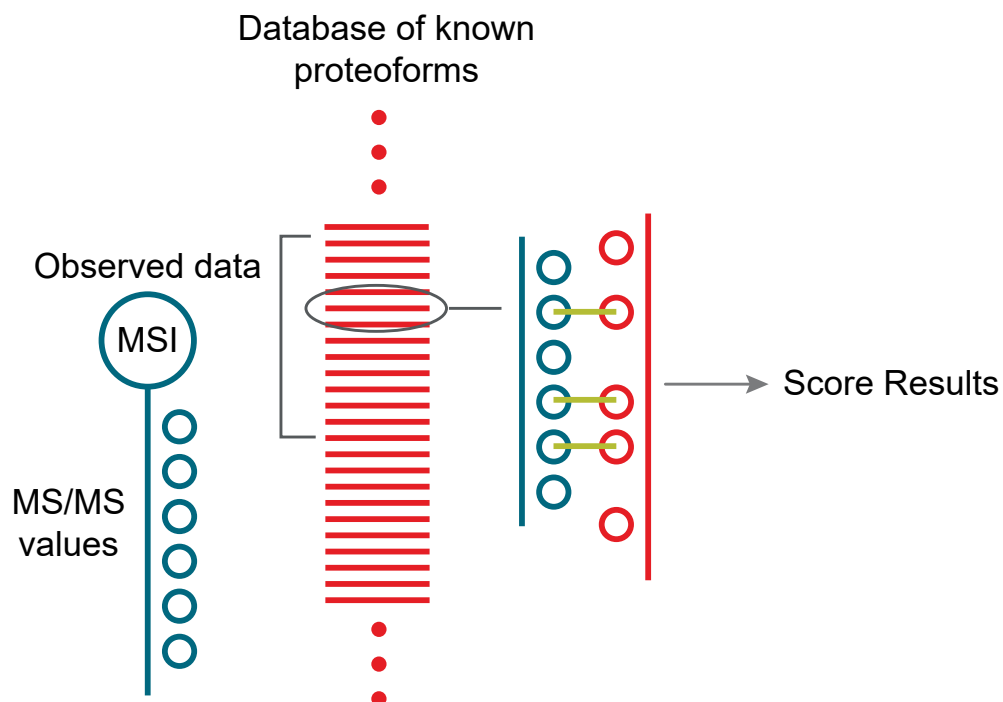 Database of known
proteoforms
Observed data
MSI
MS/MS
values
Score Results